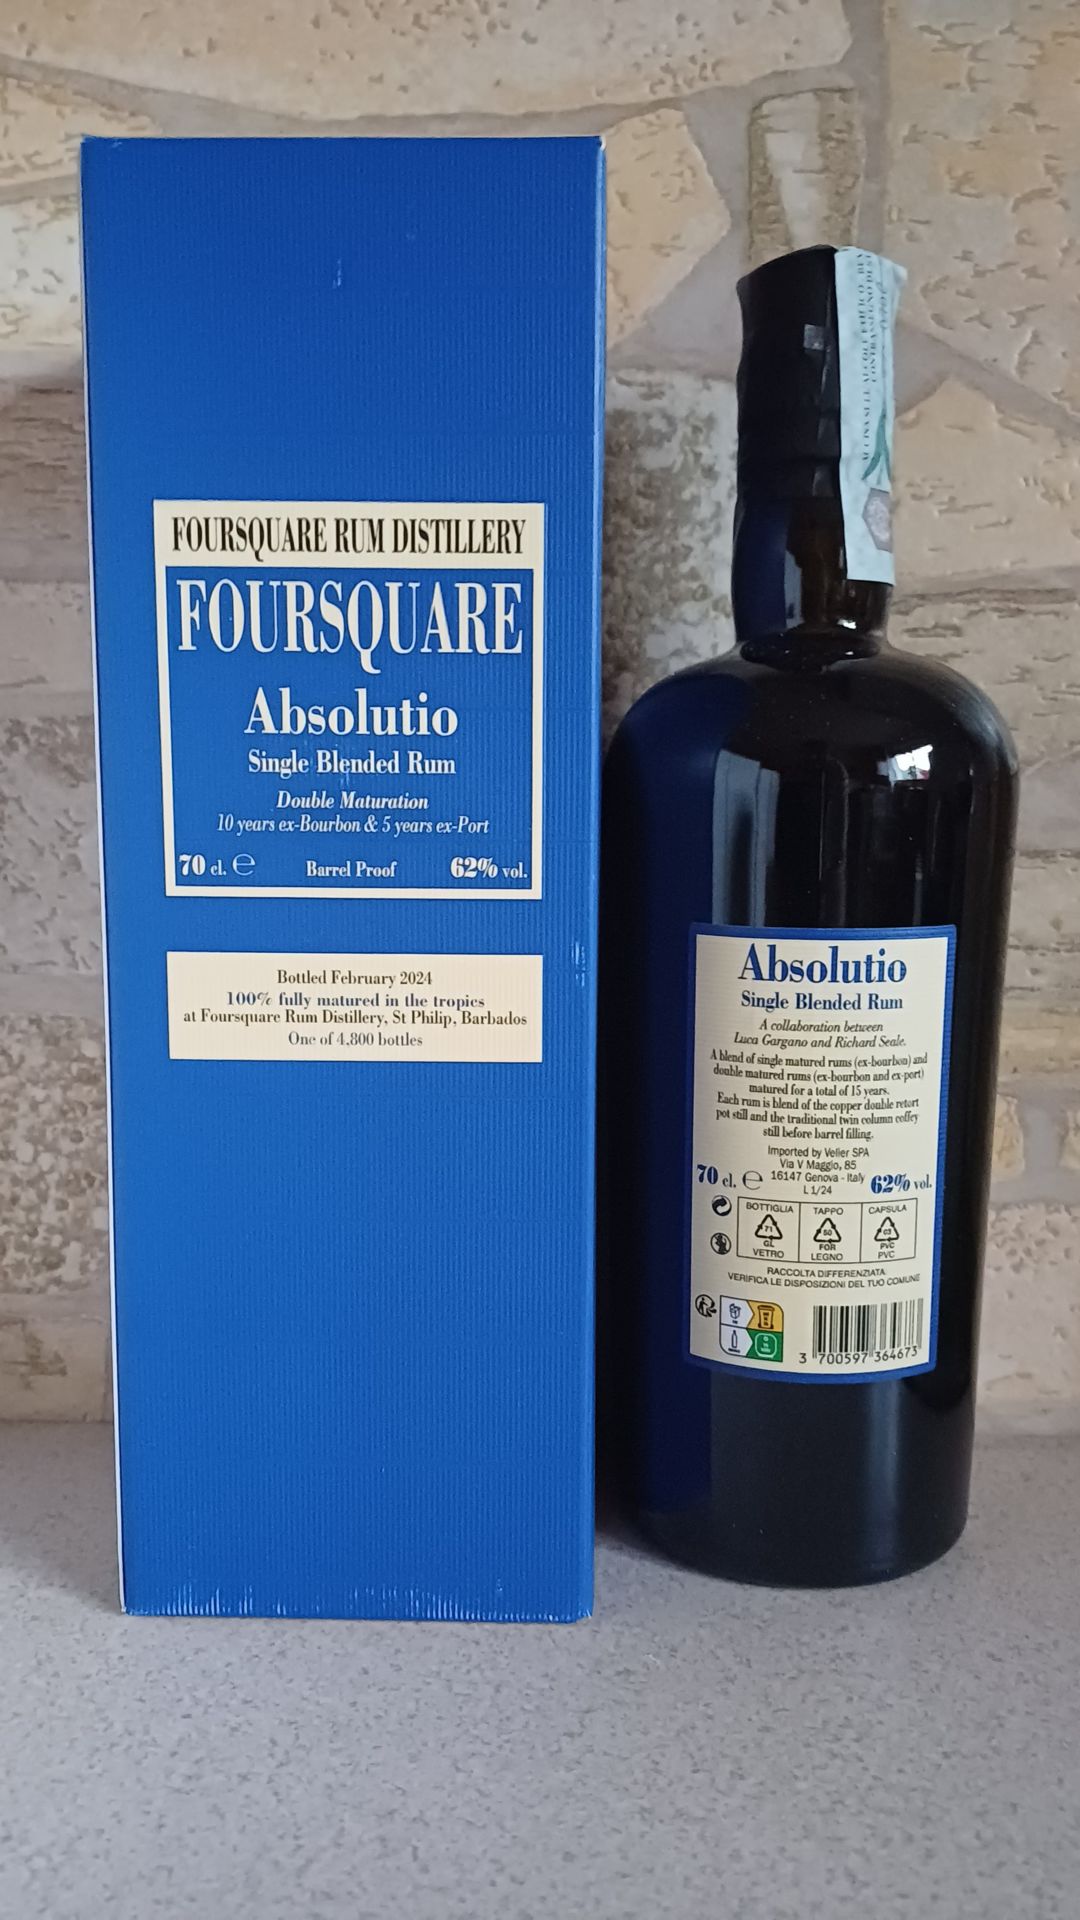 FOURSQUARE RUM DISTILLERY
FOURSQUARE
Absolutio
Single Blended Rum
Double Maturation
10 years ex-Bourbon & 5 years ex-Port
70 cl. ℮ Barrel Proof 62% vol.
Bottled February 2024
100% fully matured in the tropics
at Foursquare Rum Distillery, St Philip, Barbados
One of 4,800 bottles
Absolutio
Single Blended Rum
A collaboration between
Luca Gargano and Richard Seale.
A blend of single matured rums (ex-bourbon) and
double matured rums (ex-bourbon and ex-port)
matured for a total of 15 years.
Each rum is blend of the copper double retort
pot still and the traditional twin column coffey
still before barrel filling.
Imported by Velier SPA
Via V Maggio, 85
16147 Genova - Italy
L 1/24
70 cl. ℮ 62% vol.
BOTTIGLIA TAPPO CAPSULA
71 50 03
GL FOR PVC
VETRO LEGNO PVC
RACCOLTA DIFFERENZIATA.
VERIFICA LE DISPOSIZIONI DEL TUO COMUNE
3 700597 364673